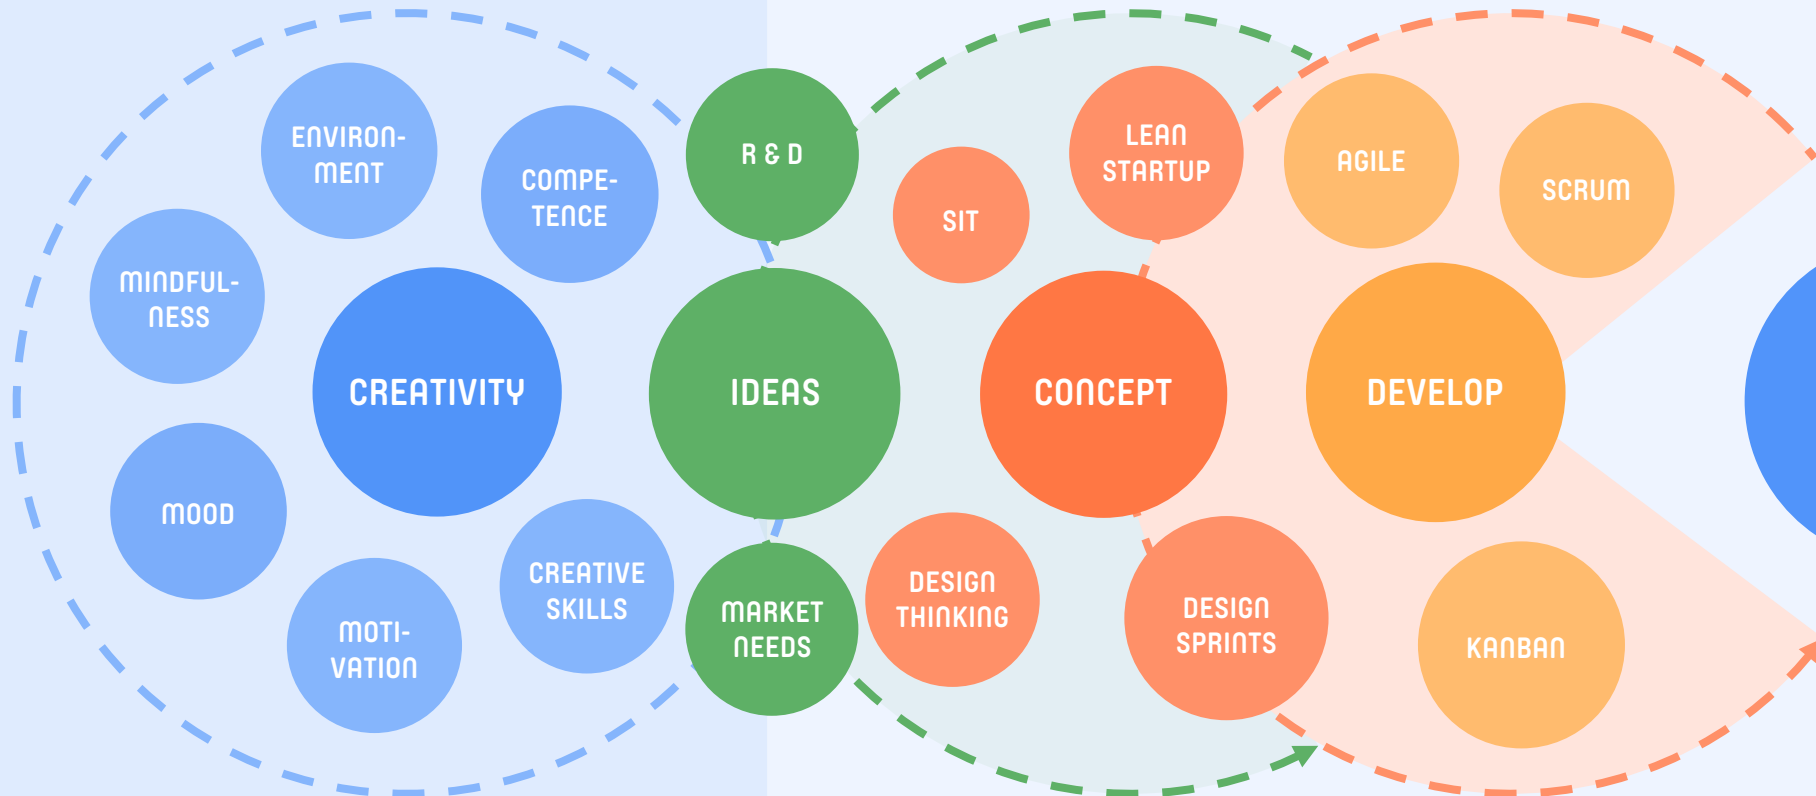 ENVIRON-
MENT
COMPE-
TENCE
MINDFUL-
NESS
CREATIVITY
MOOD
MOTI-
VATION
CREATIVE
SKILLS
R & D
IDEAS
MARKET
NEEDS
SIT
LEAN
STARTUP
CONCEPT
DESIGN
THINKING
DESIGN
SPRINTS
AGILE
SCRUM
DEVELOP
KANBAN